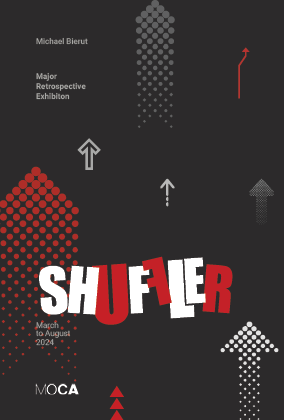 Michael Bierut
Major
Retrospective
Exhibiton
SHUFFLER
March
to August
2024
MOCA